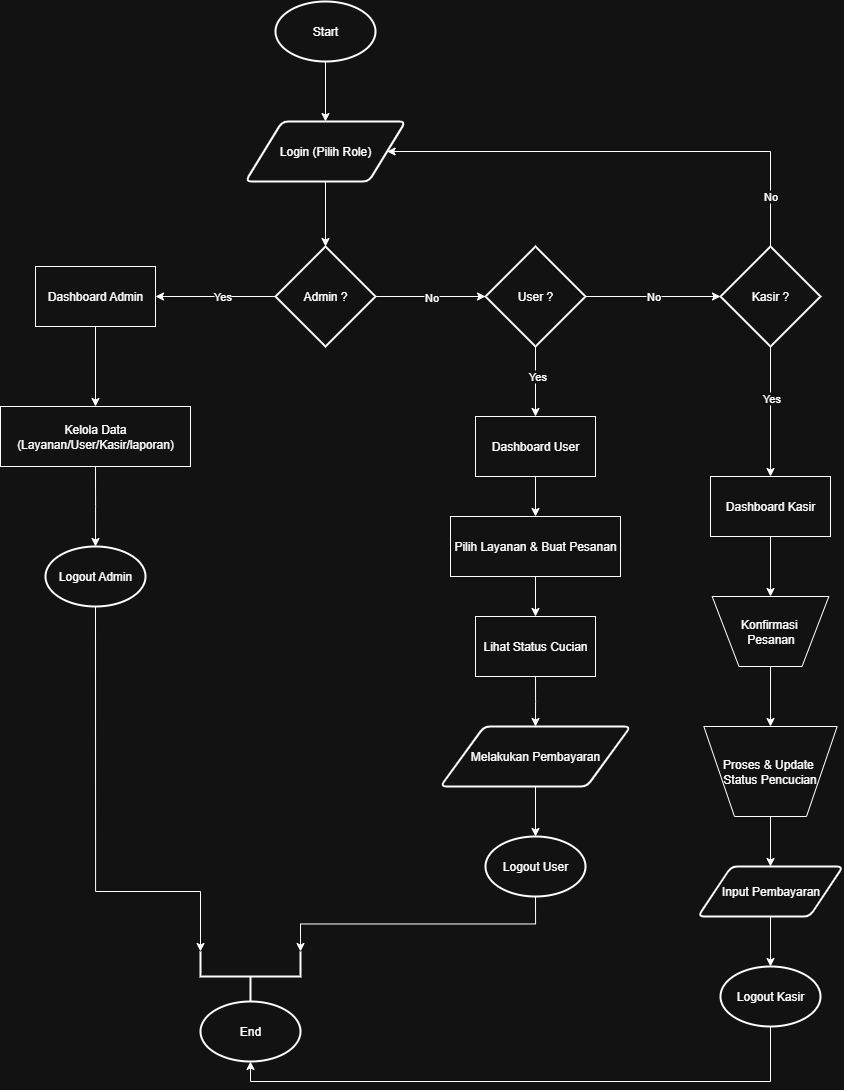 Start
Login (Pilih Role)
No
Dashboard Admin
Yes
Admin ?
No
User ?
No
Kasir ?
Yes
Yes
Kelola Data
(Layanan/User/Kasir/laporan)
Dashboard User
Dashboard Kasir
Pilih Layanan & Buat Pesanan
Logout Admin
Konfirmasi
Pesanan
Lihat Status Cucian
Melakukan Pembayaran
Proses & Update
Status Pencucian
Logout User
Input Pembayaran
Logout Kasir
End